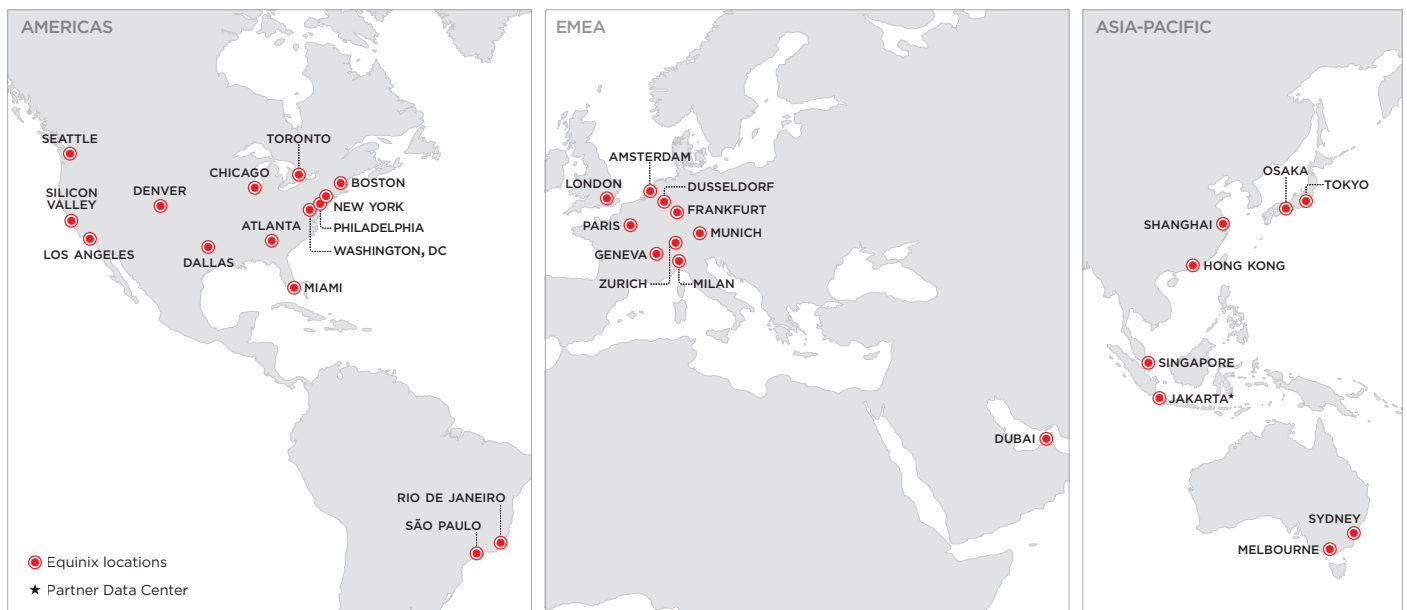 AMERICAS
SEATTLE
TORONTO
CHICAGO
BOSTON
SILICON
VALLEY
DENVER
NEW YORK
PHILADELPHIA
ATLANTA
WASHINGTON, DC
LOS ANGELES
DALLAS
MIAMI
RIO DE JANEIRO
SÃO PAULO
Equinix locations
★ Partner Data Center
EMEA
AMSTERDAM
LONDON
DUSSELDORF
FRANKFURT
PARIS
MUNICH
GENEVA
ZURICH
MILAN
DUBAI
ASIA-PACIFIC
OSAKA
TOKYO
SHANGHAI
HONG KONG
SINGAPORE
JAKARTA★
SYDNEY
MELBOURNE